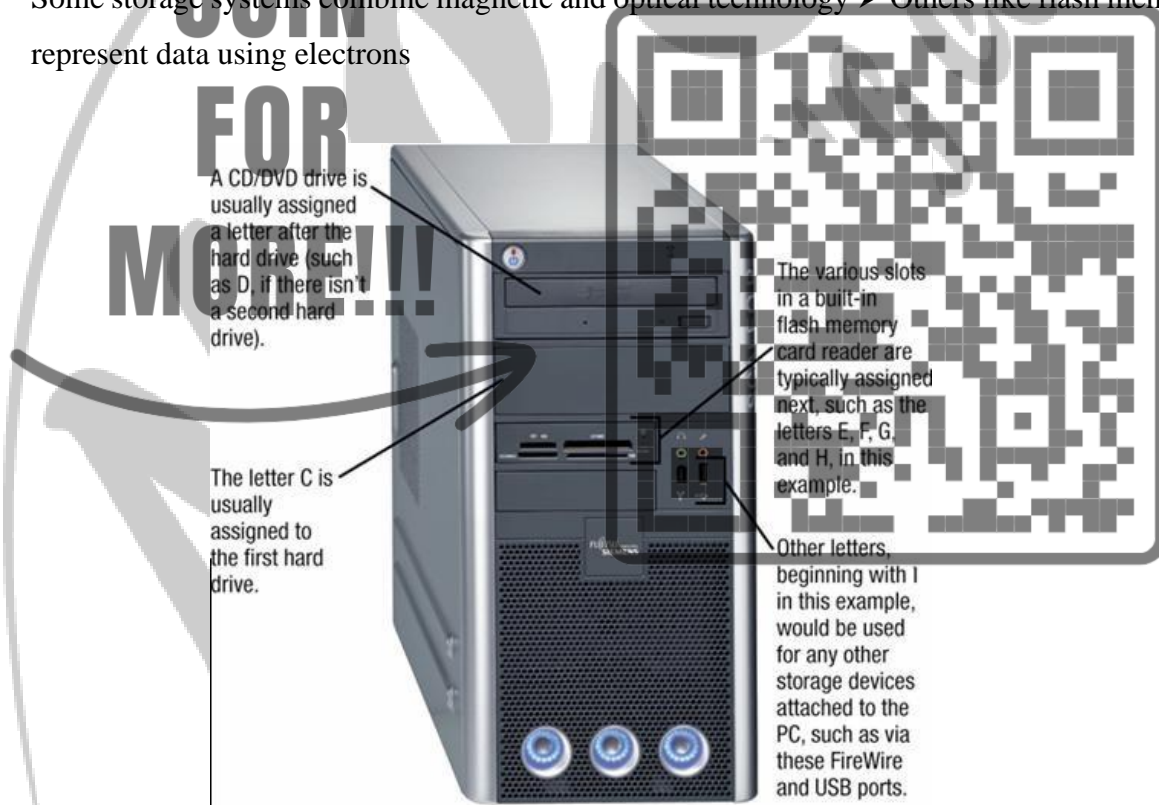 Some storage systems combine magnetic and optical technology ➤ Others like flash
represent data using electrons
JOIN
FOR
MORE!!!
A CD/DVD drive is
usually assigned
a letter after the
hard drive (such
as D, if there isn't
a second hard
drive).
The letter C is
usually
assigned to
the first hard
drive.
The various slots
in a built-in
flash memory
card reader are
typically assigned
next, such as the
letters E, F, G,
and H, in this
example.
Other letters,
beginning with I
in this example,
would be used
for any other
storage devices
attached to the
PC, such as via
these FireWire
and USB ports.
FUJITSU
SIEMENS